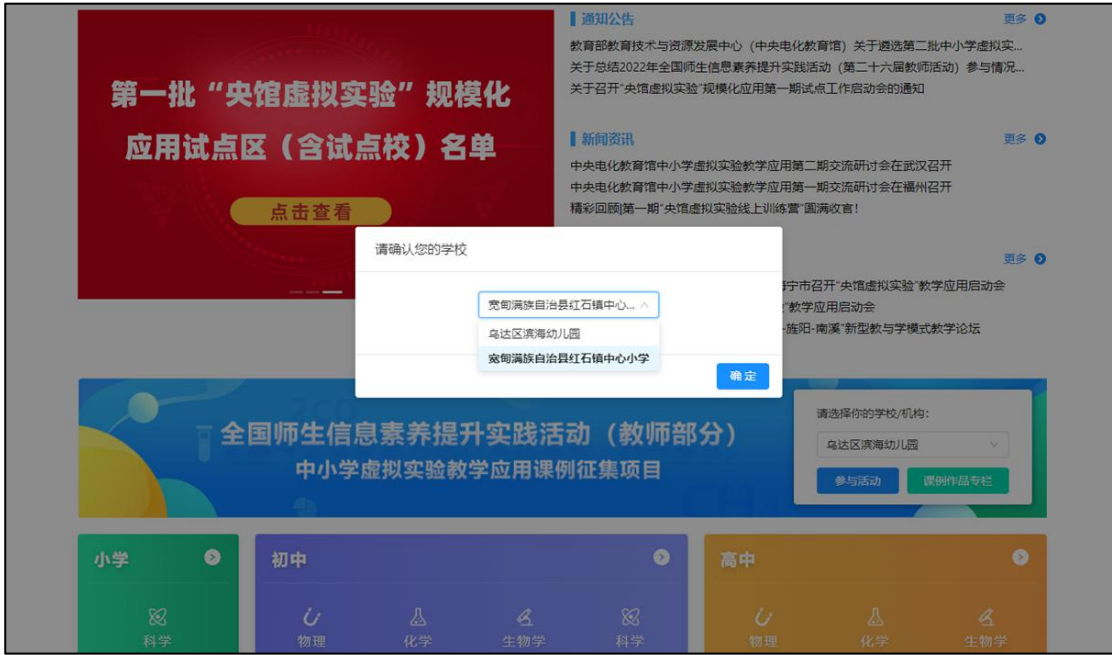 第一批“央馆虚拟实验”规模化
应用试点区（含试点校）名单
点击查看
通知公告
更多
教育部教育技术与资源发展中心（中央电化教育馆）关于遴选第二批中小学虚拟实...
关于总结2022年全国师生信息素养提升实践活动（第二十六届教师活动）参与情况...
关于召开“央馆虚拟实验”规模化应用第一期试点工作启动会的通知
新闻资讯
更多
中央电化教育馆中小学虚拟实验教学应用第二期交流研讨会在武汉召开
中央电化教育馆中小学虚拟实验教学应用第一期交流研讨会在福州召开
精彩回顾|第一期“央馆虚拟实验线上训练营”圆满收官！
更多
宁市召开“央馆虚拟实验”教学应用启动会
”教学应用启动会
-旌阳-南溪”新型教与学模式教学论坛
请确认您的学校
宽甸满族自治县红石镇中心...
乌达区滨海幼儿园
宽甸满族自治县红石镇中心小学
确定
全国师生信息素养提升实践活动（教师部分）
中小学虚拟实验教学应用课例征集项目
请选择你的学校/机构：
乌达区滨海幼儿园
参与活动
课例作品专栏
小学
科学
初中
物理
化学
生物学
科学
高中
物理
化学
生物学